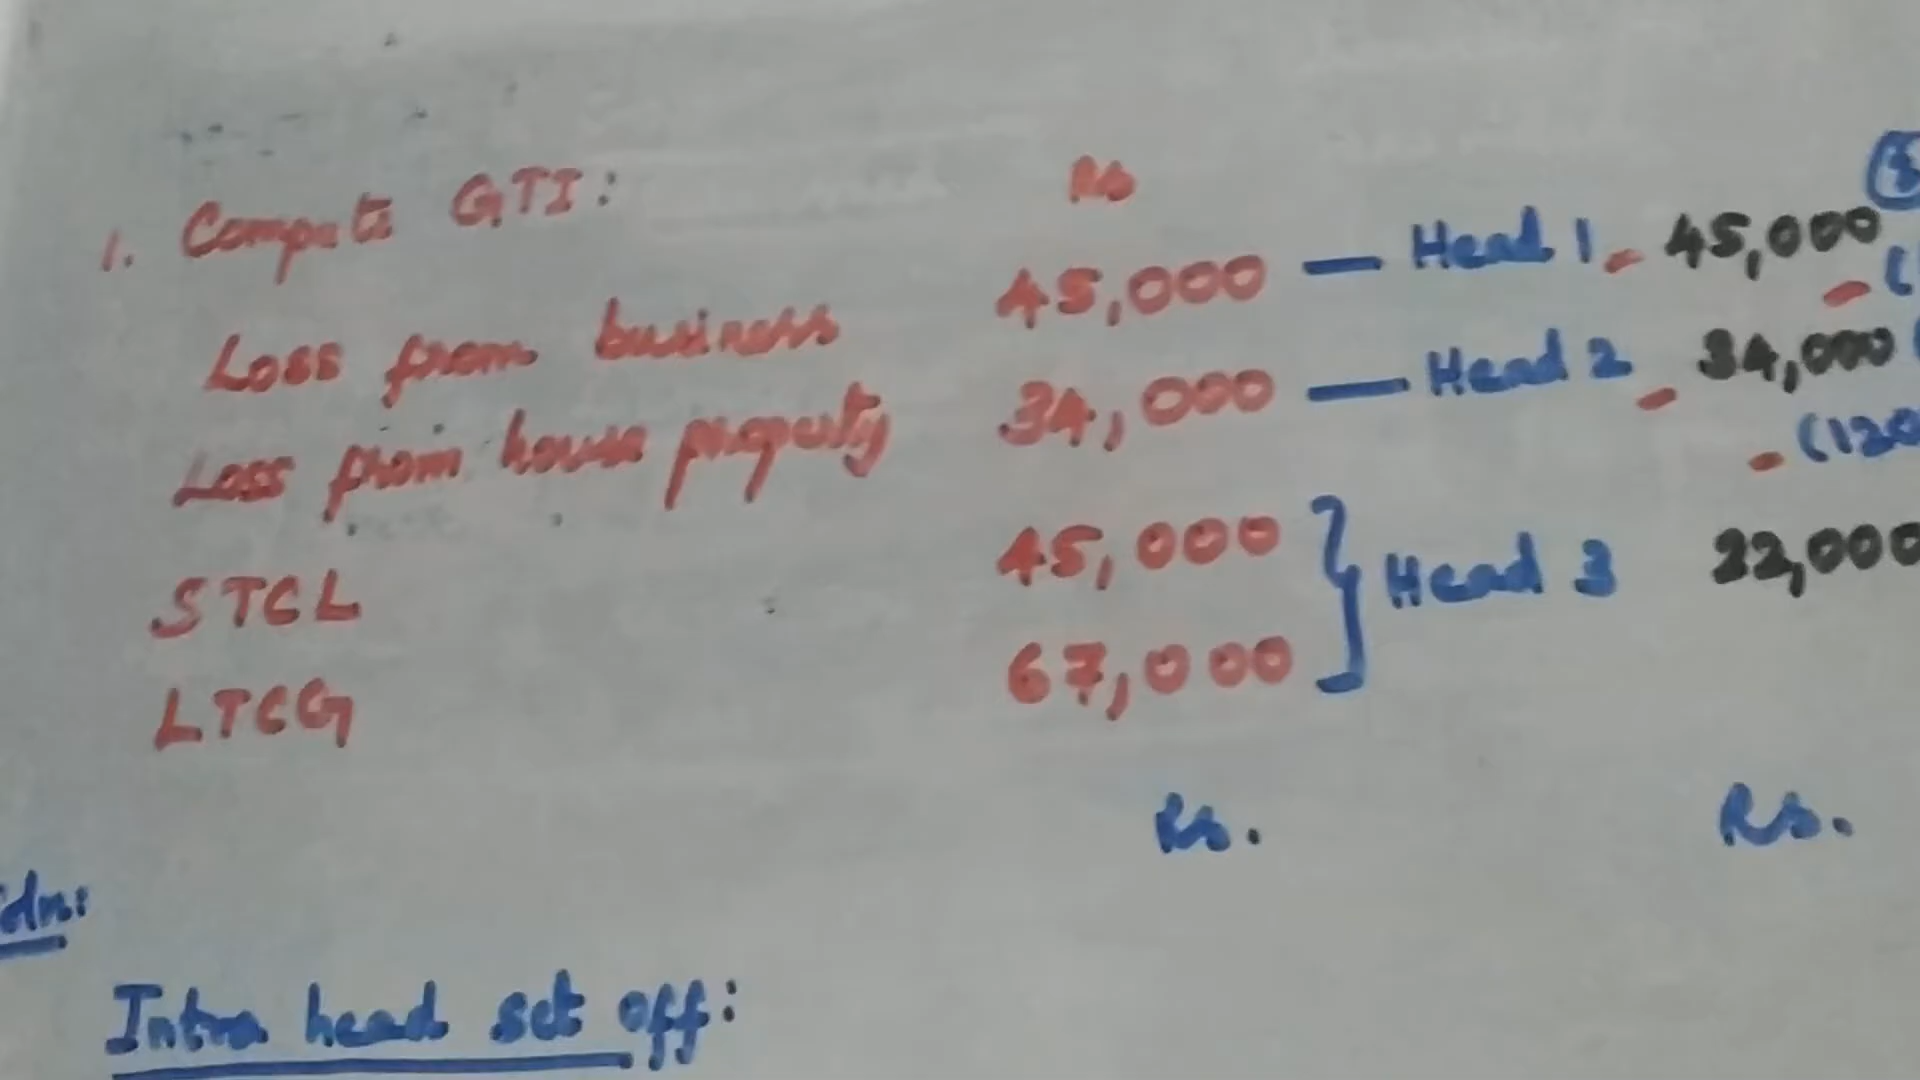 1. Compute GTI: Rs
Loss from business 45,000 — Head 1 - 45,000
Loss from house property 34,000 — Head 2 - 34,000
- (120
STCL 45,000 } Head 3 22,000
LTCG 67,000
Rs. Rs.
Intra head set off: